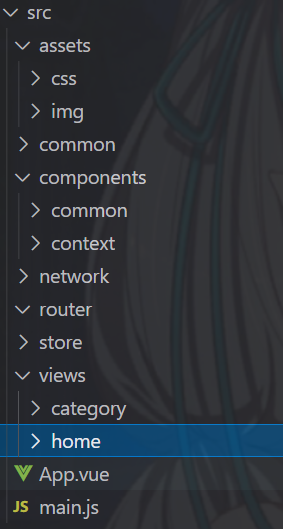 src
assets
css
img
common
components
common
context
network
router
store
views
category
home
App.vue
JS main.js